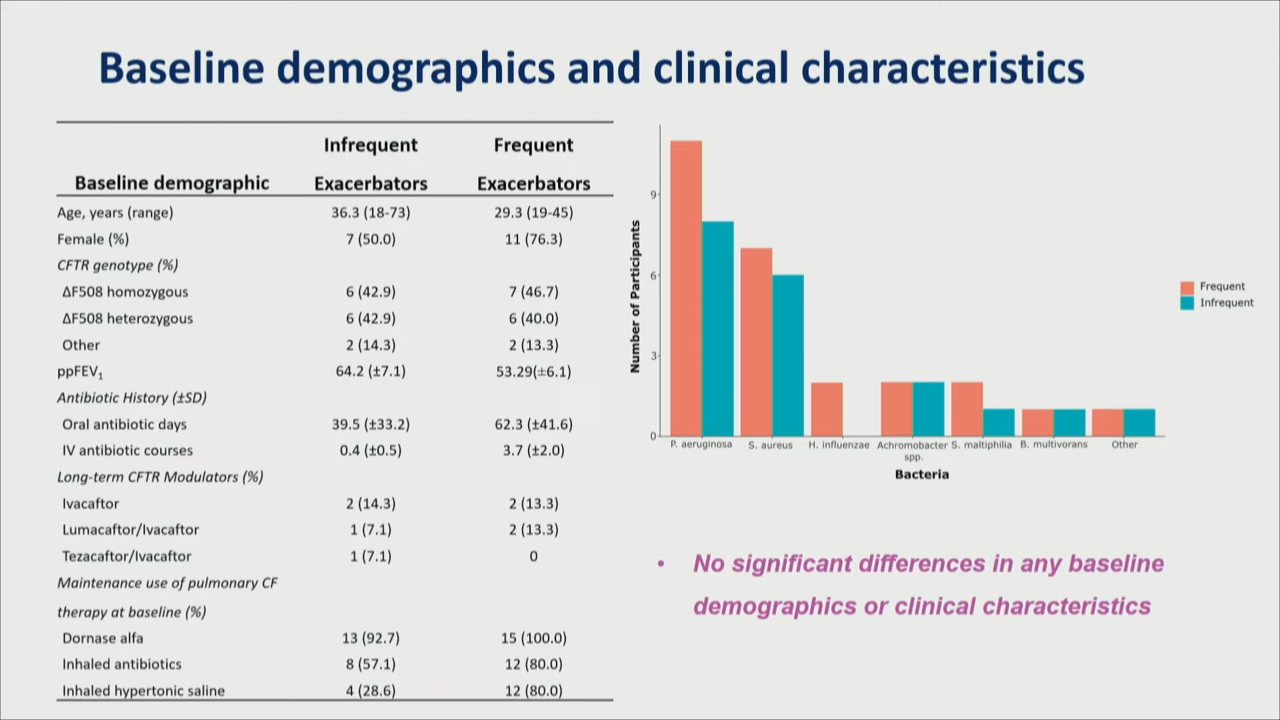 Baseline demographics and clinical characteristics
Infrequent Frequent
Baseline demographic Exacerbators Exacerbators
Age, years (range) 36.3 (18-73) 29.3 (19-45)
Female (%) 7 (50.0) 11 (76.3)
CFTR genotype (%)
ΔF508 homozygous 6 (42.9) 7 (46.7)
ΔF508 heterozygous 6 (42.9) 6 (40.0)
Other 2 (14.3) 2 (13.3)
ppFEV₁ 64.2 (±7.1) 53.29(±6.1)
Antibiotic History (±SD)
Oral antibiotic days 39.5 (±33.2) 62.3 (±41.6)
IV antibiotic courses 0.4 (±0.5) 3.7 (±2.0)
Long-term CFTR Modulators (%)
Ivacaftor 2 (14.3) 2 (13.3)
Lumacaftor/Ivacaftor 1 (7.1) 2 (13.3)
Tezacaftor/Ivacaftor 1 (7.1) 0
Maintenance use of pulmonary CF
therapy at baseline (%)
Dornase alfa 13 (92.7) 15 (100.0)
Inhaled antibiotics 8 (57.1) 12 (80.0)
Inhaled hypertonic saline 4 (28.6) 12 (80.0)
Number of Participants
9
6
3
0
P. aeruginosa S. aureus H. influenzae Achromobacter spp. S. maltiphilia B. multivorans Other
Bacteria
Frequent
Infrequent
• No significant differences in any baseline
demographics or clinical characteristics